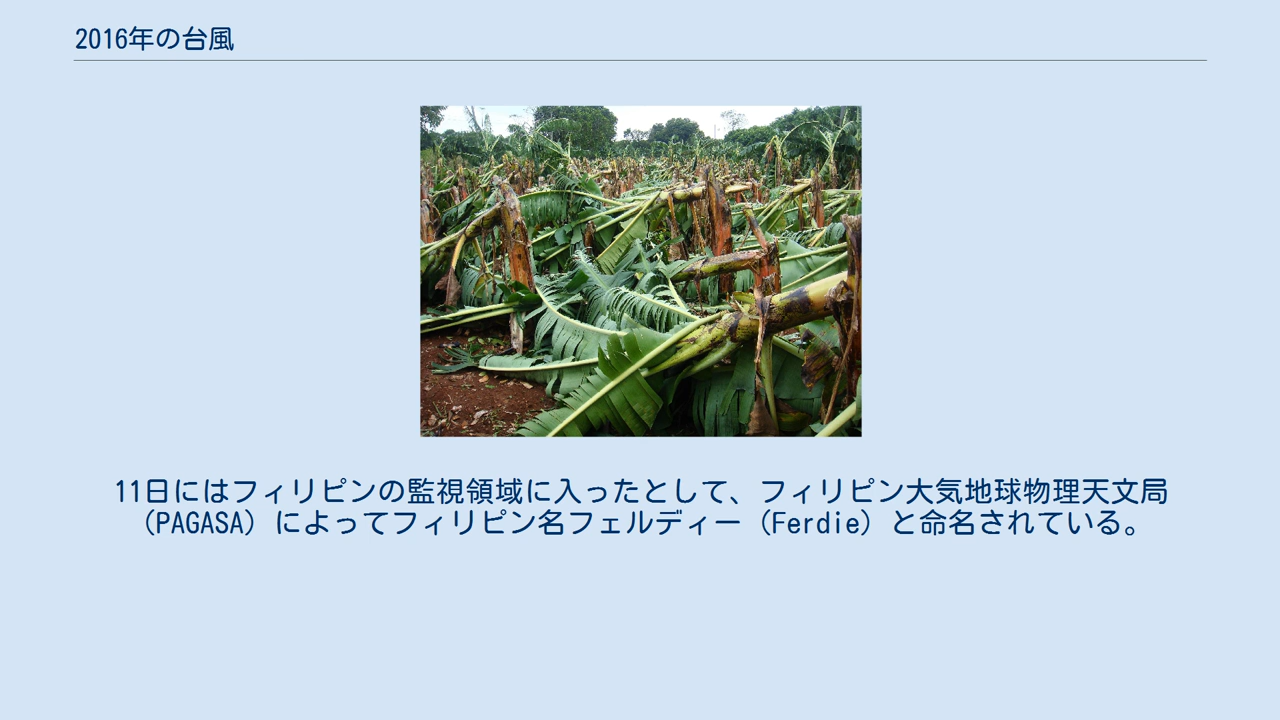 2016年の台風
11日にはフィリピンの監視領域に入ったとして、フィリピン大気地球物理天文局
（PAGASA）によってフィリピン名フェルディー（Ferdie）と命名されている。